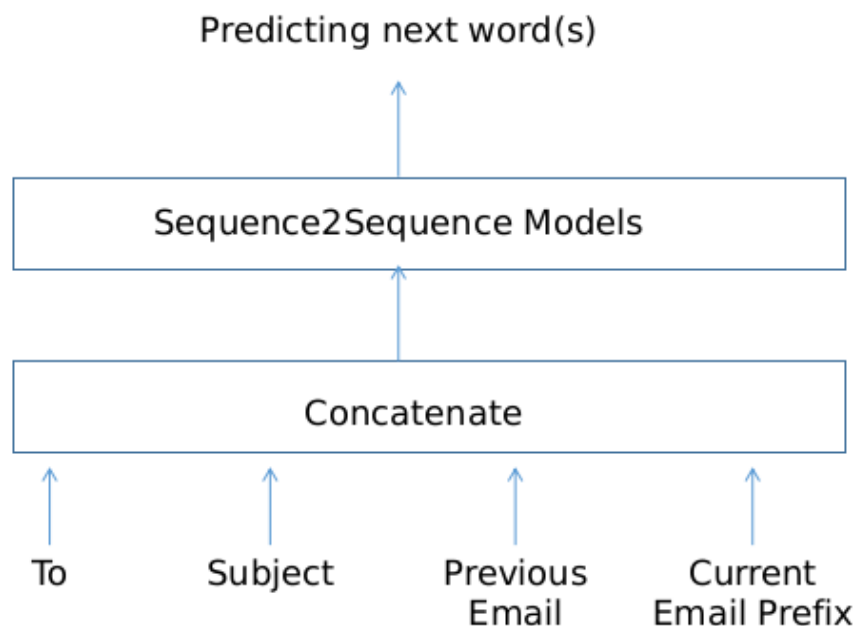 Predicting next word(s)
Sequence2Sequence Models
Concatenate
To
Subject
Previous
Email
Current
Email Prefix